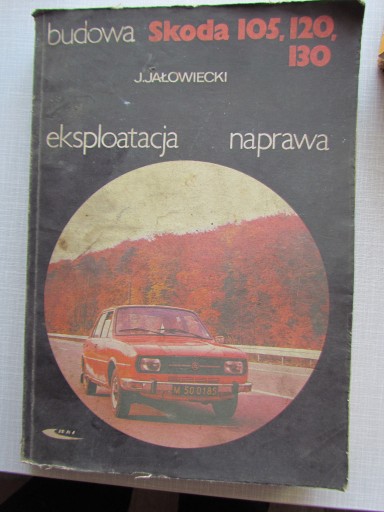 budowa Skoda 105, 120,
130
J. JAŁOWIECKI
eksploatacja naprawa